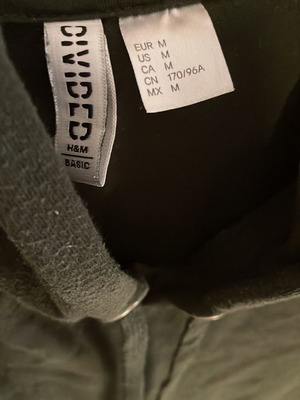 DIVIDED
H&M
BASIC
EUR M
US M
CA M
CN 170/96A
MX M